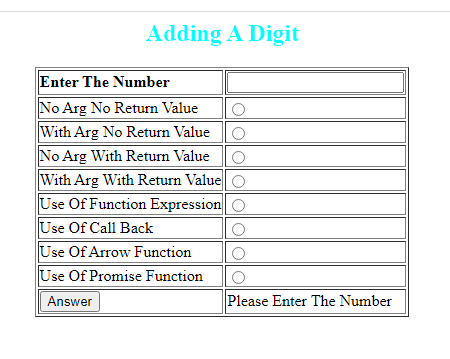 Adding A Digit
Enter The Number
No Arg No Return Value
With Arg No Return Value
No Arg With Return Value
With Arg With Return Value
Use Of Function Expression
Use Of Call Back
Use Of Arrow Function
Use Of Promise Function
Answer Please Enter The Number